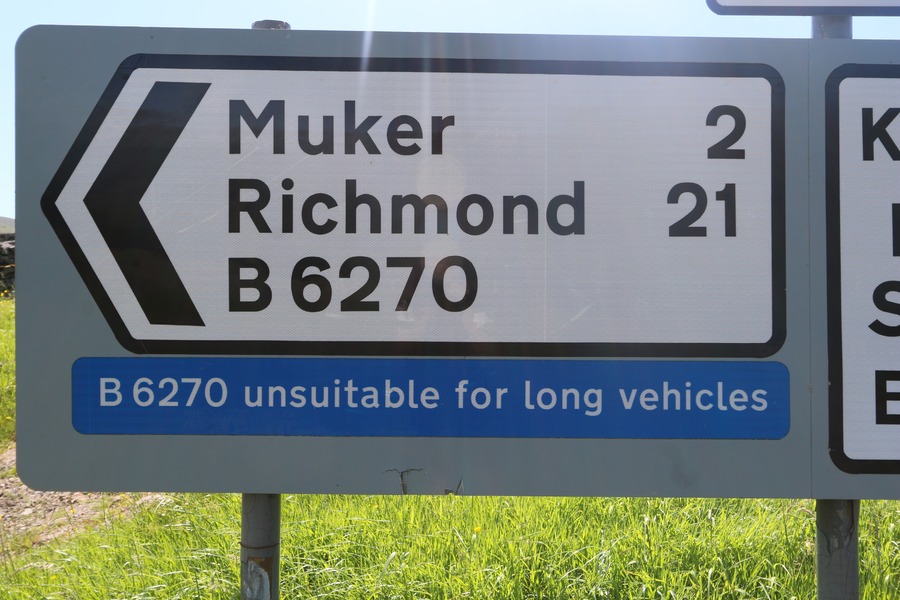 Muker 2
Richmond 21
B 6270
B 6270 unsuitable for long vehicles